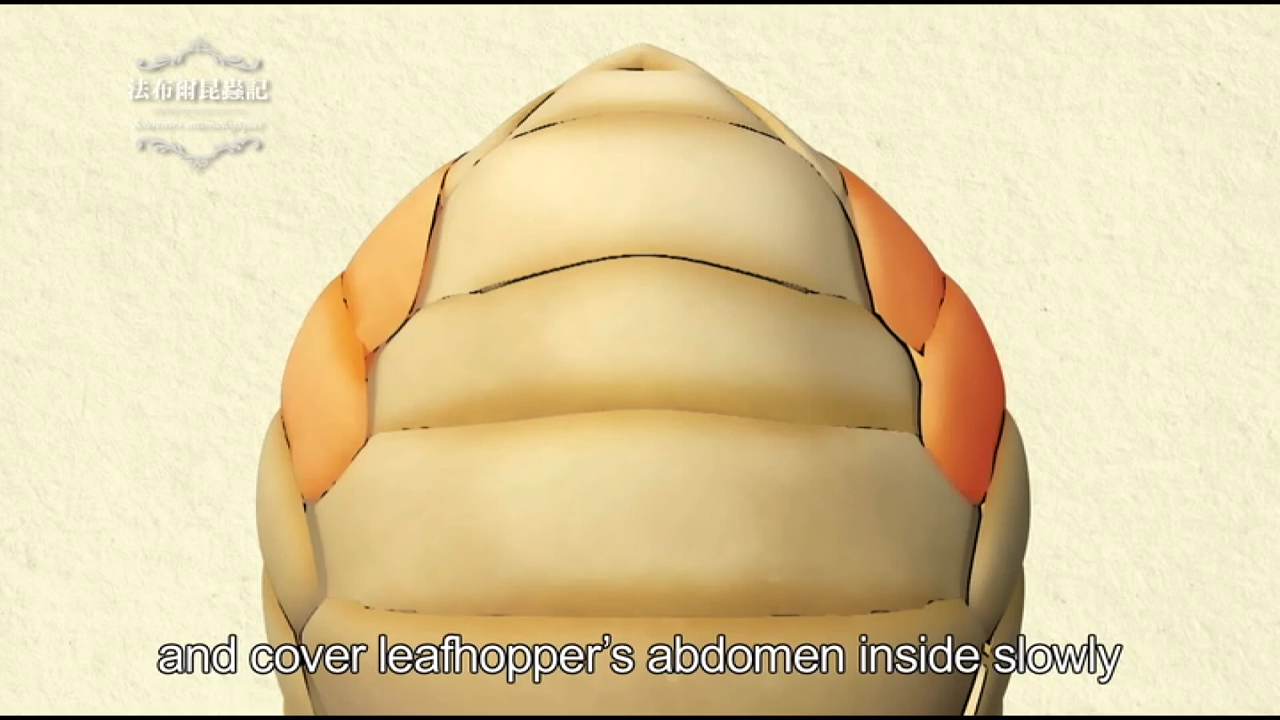 法布爾昆蟲記
and cover leafhopper's abdomen inside slowly